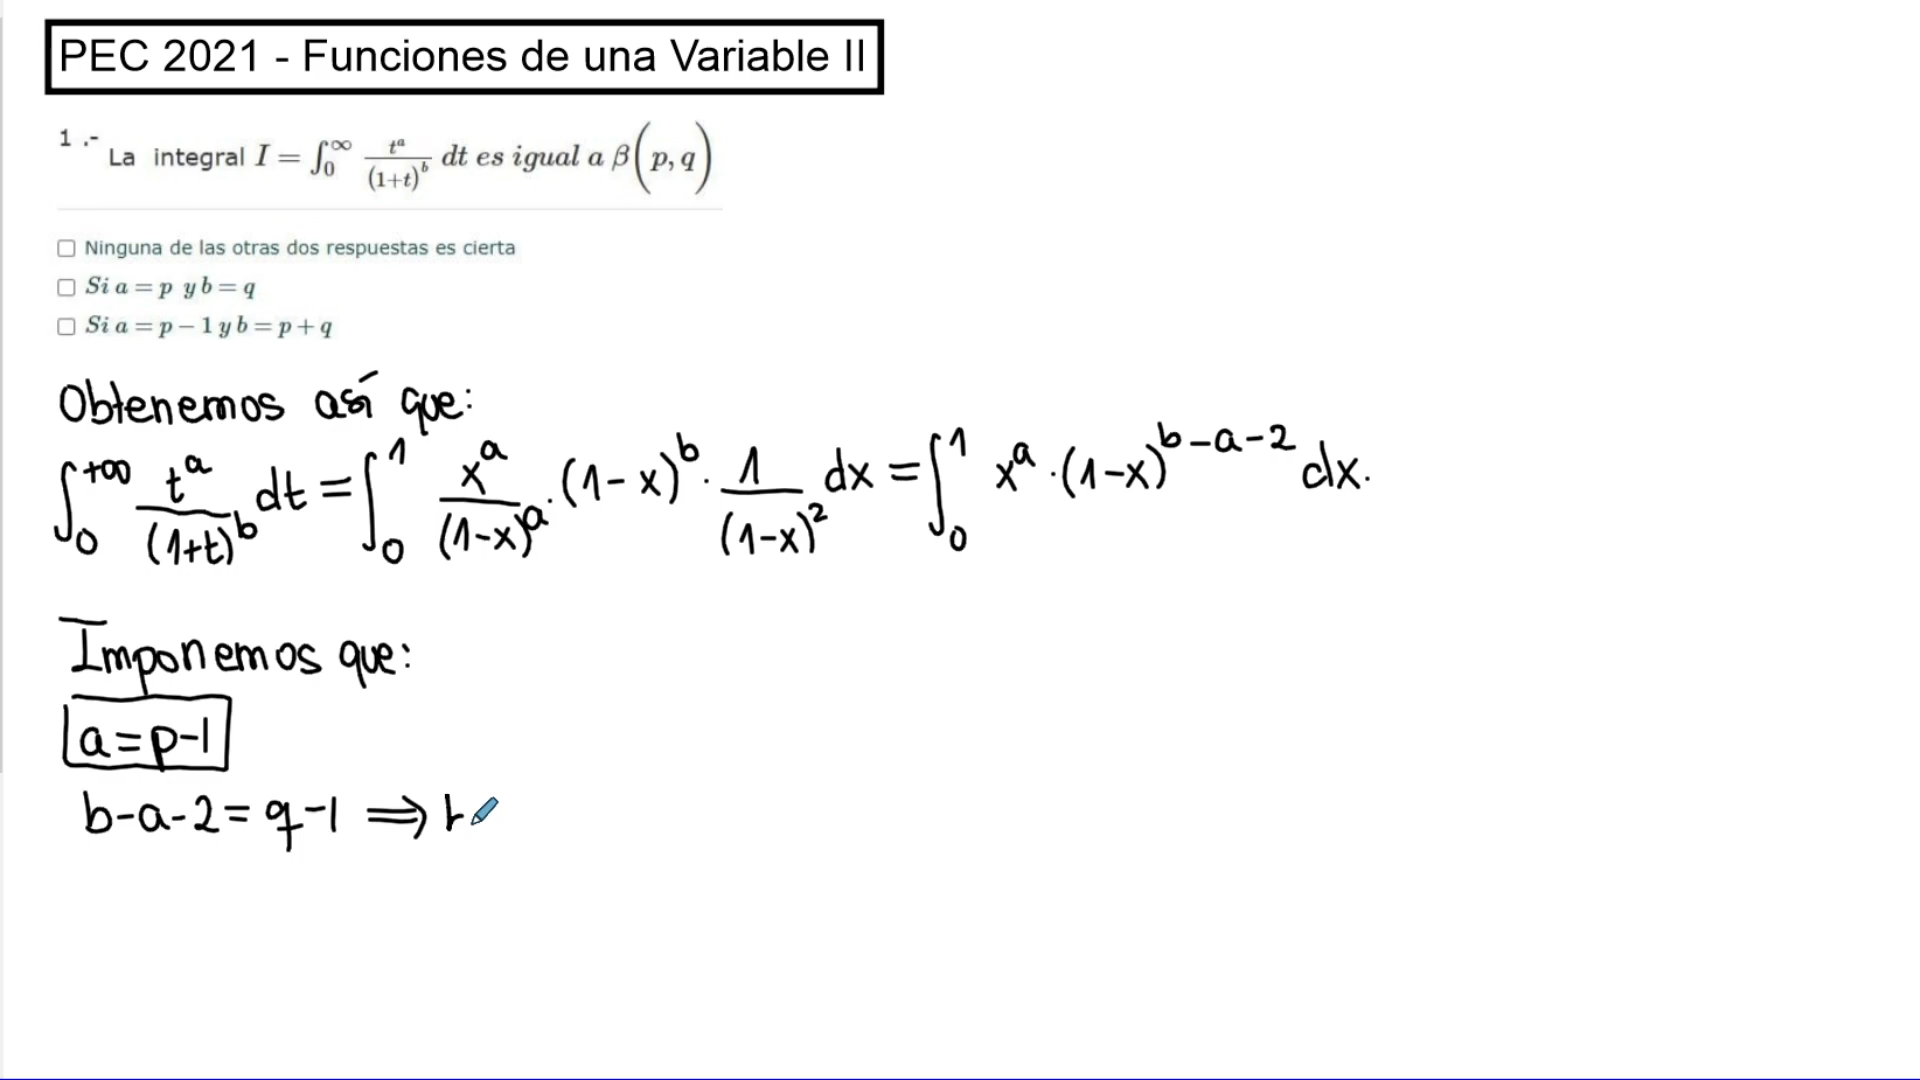 PEC 2021 - Funciones de una Variable II
1 .- La integral I = ∫₀^∞ t^a/(1+t)^b dt es igual a β(p, q)
Ninguna de las otras dos respuestas es cierta
Si a = p y b = q
Si a = p − 1 y b = p + q
Obtenemos así que:
∫₀^{+∞} t^a/(1+t)^b dt = ∫₀^1 x^a/(1-x)^a · (1-x)^b · 1/(1-x)^2 dx = ∫₀^1 x^a · (1-x)^{b-a-2} dx.
Imponemos que:
a=p-1
b-a-2= q-1 ⟹